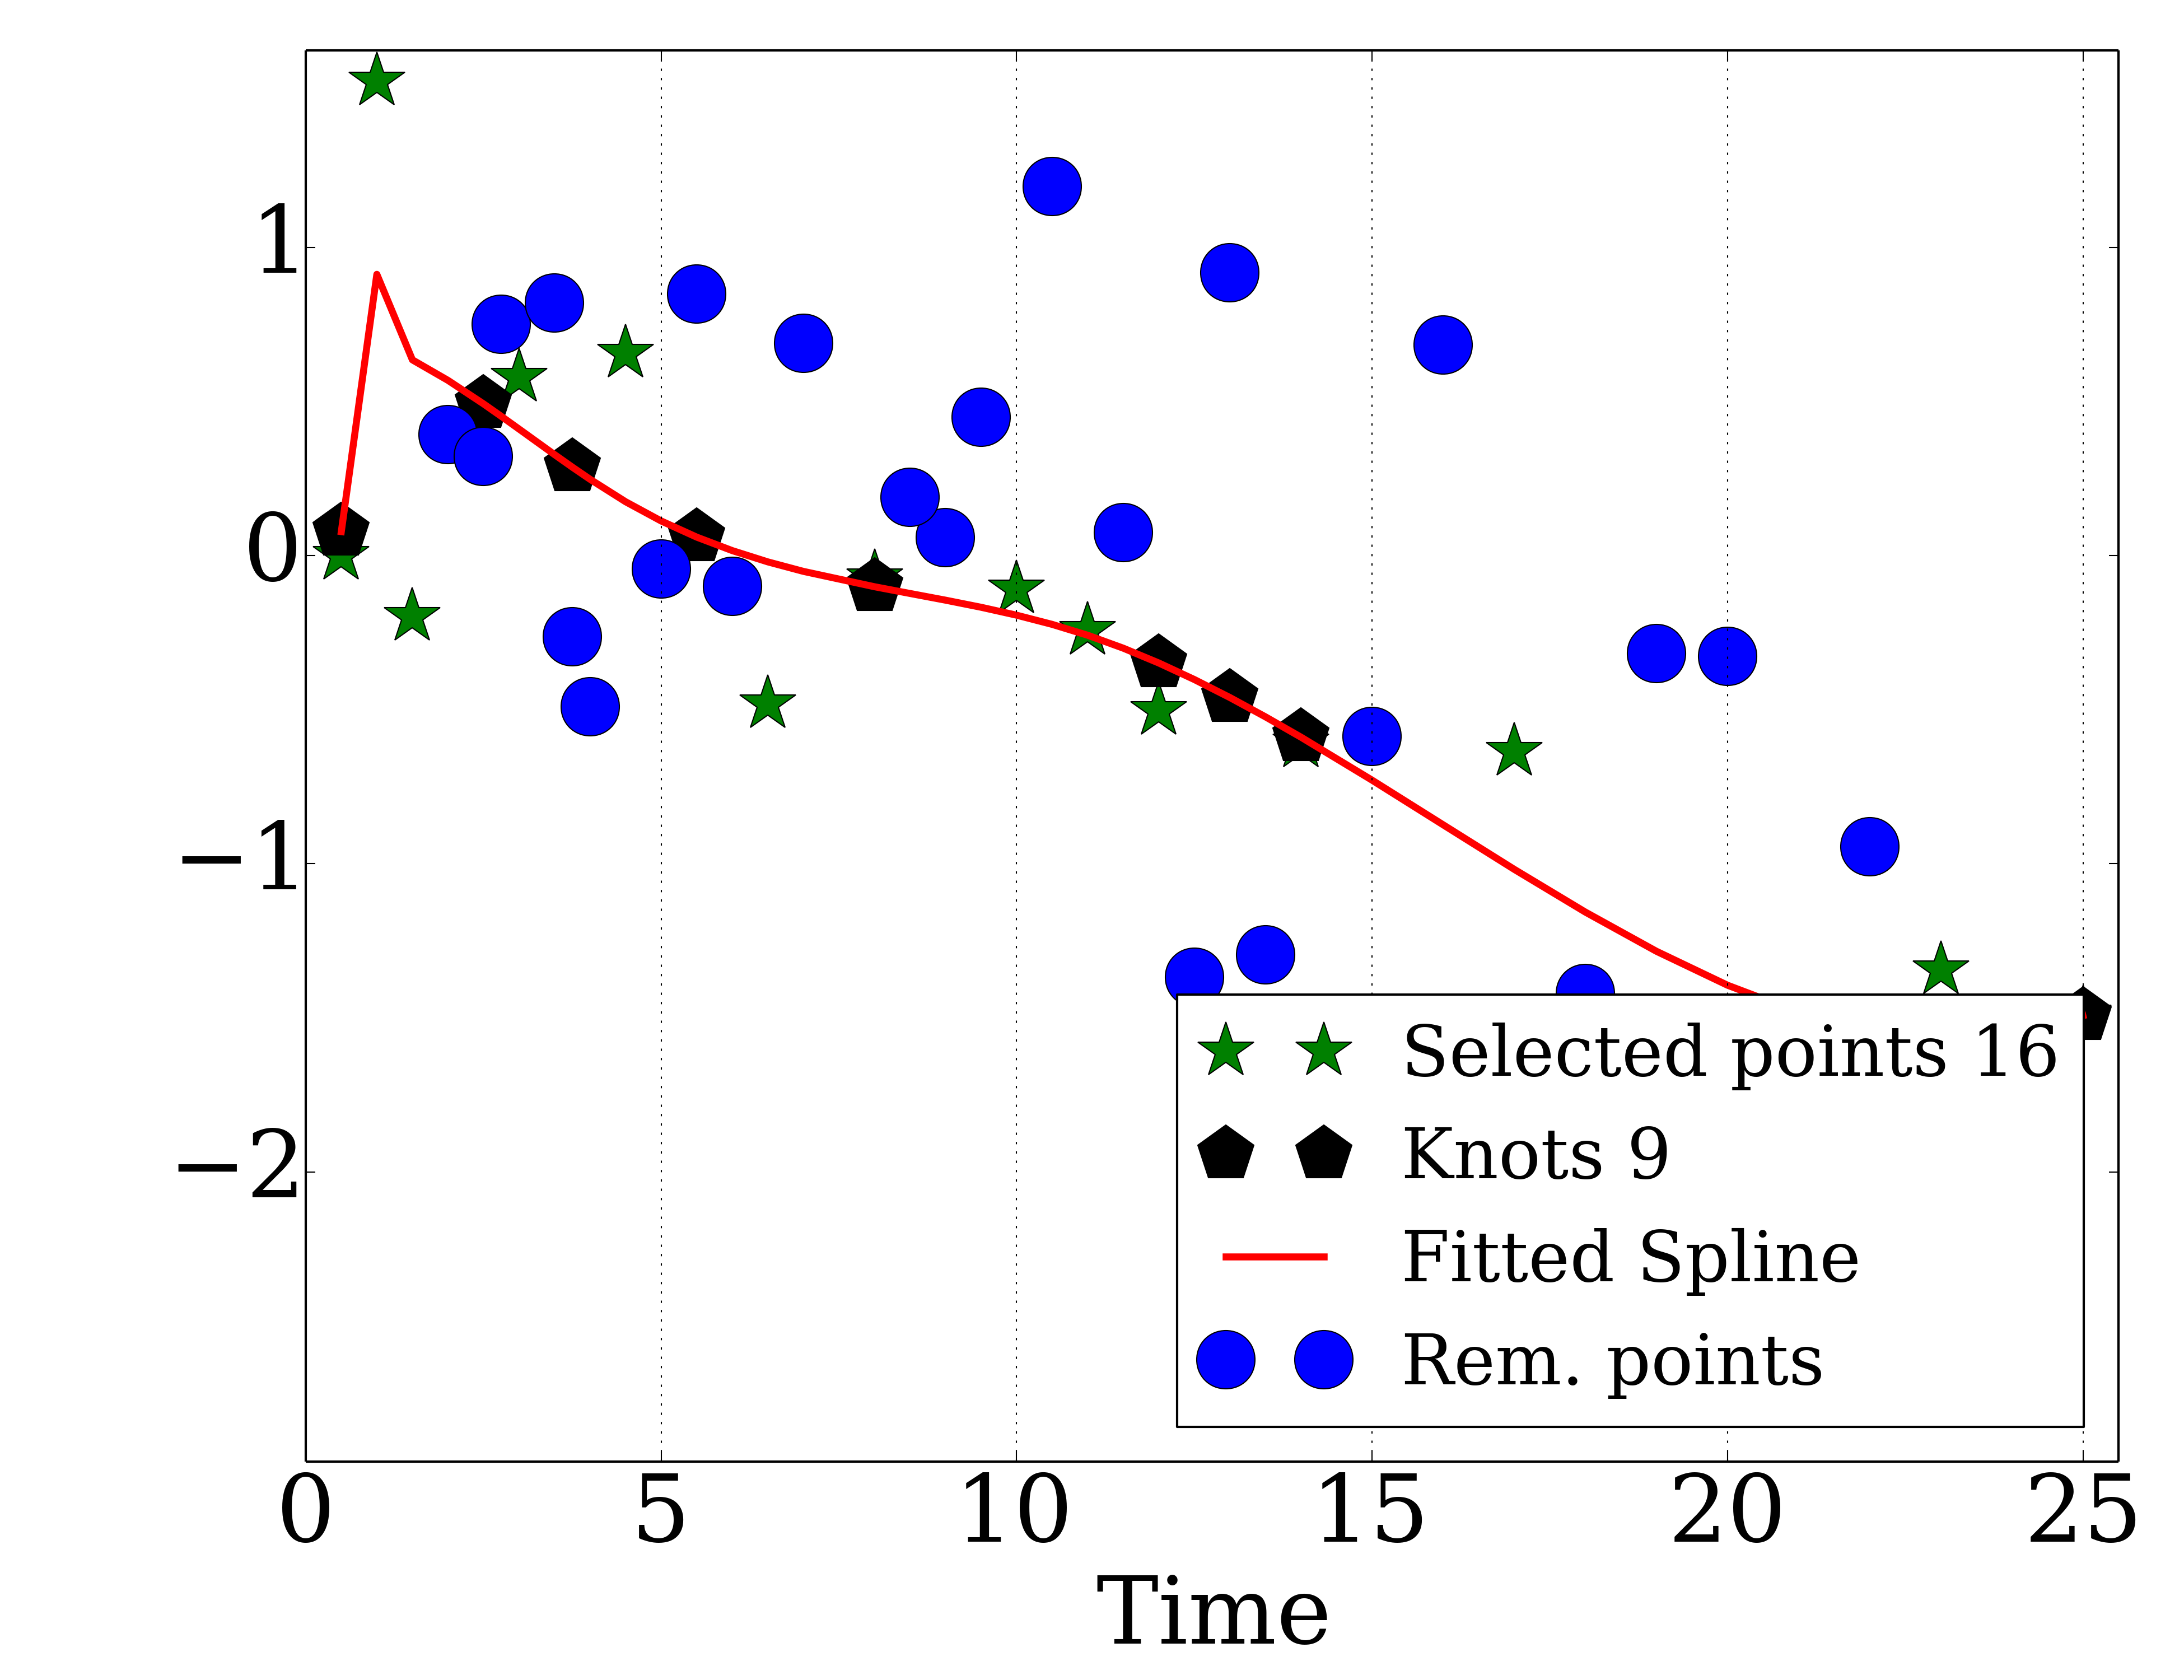 1
0
−1
−2
Selected points 16
Knots 9
Fitted Spline
Rem. points
0 5 10 15 20 25
Time